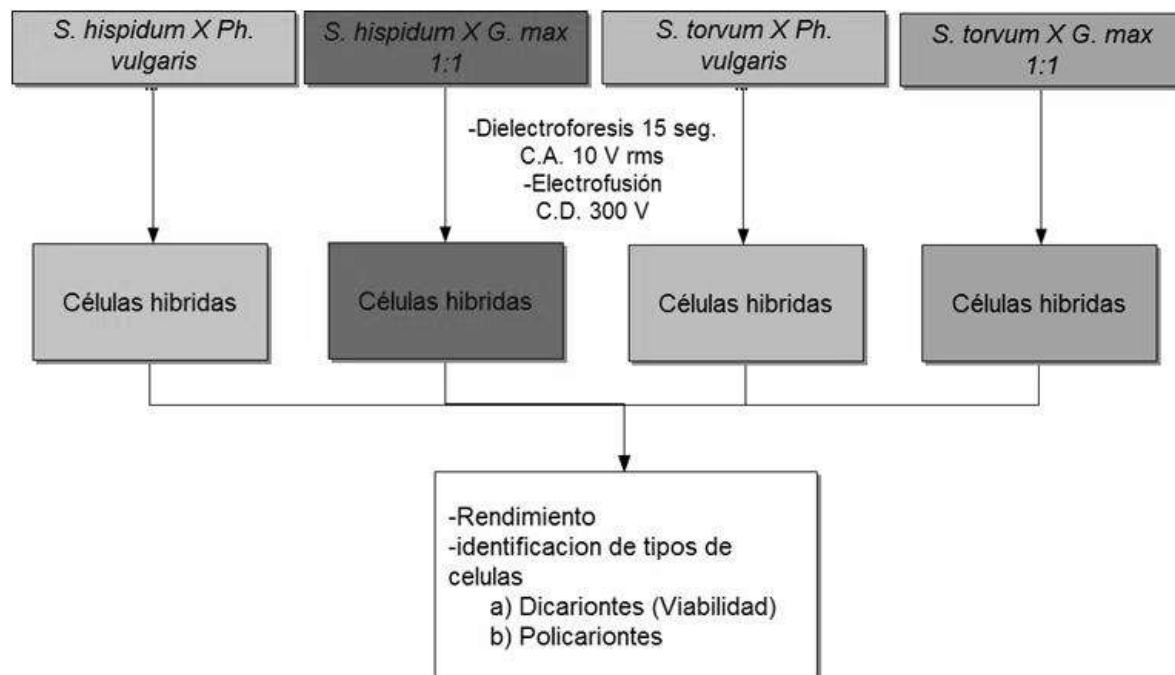 S. hispidum X Ph.
vulgaris
S. hispidum X G. max
1:1
S. torvum X Ph.
vulgaris
S. torvum X G. max
1:1
-Dielectroforesis 15 seg.
C.A. 10 V rms
-Electrofusión
C.D. 300 V
Células hibridas
Células hibridas
Células hibridas
Células hibridas
-Rendimiento
-identificacion de tipos de
celulas
a) Dicariontes (Viabilidad)
b) Policariontes